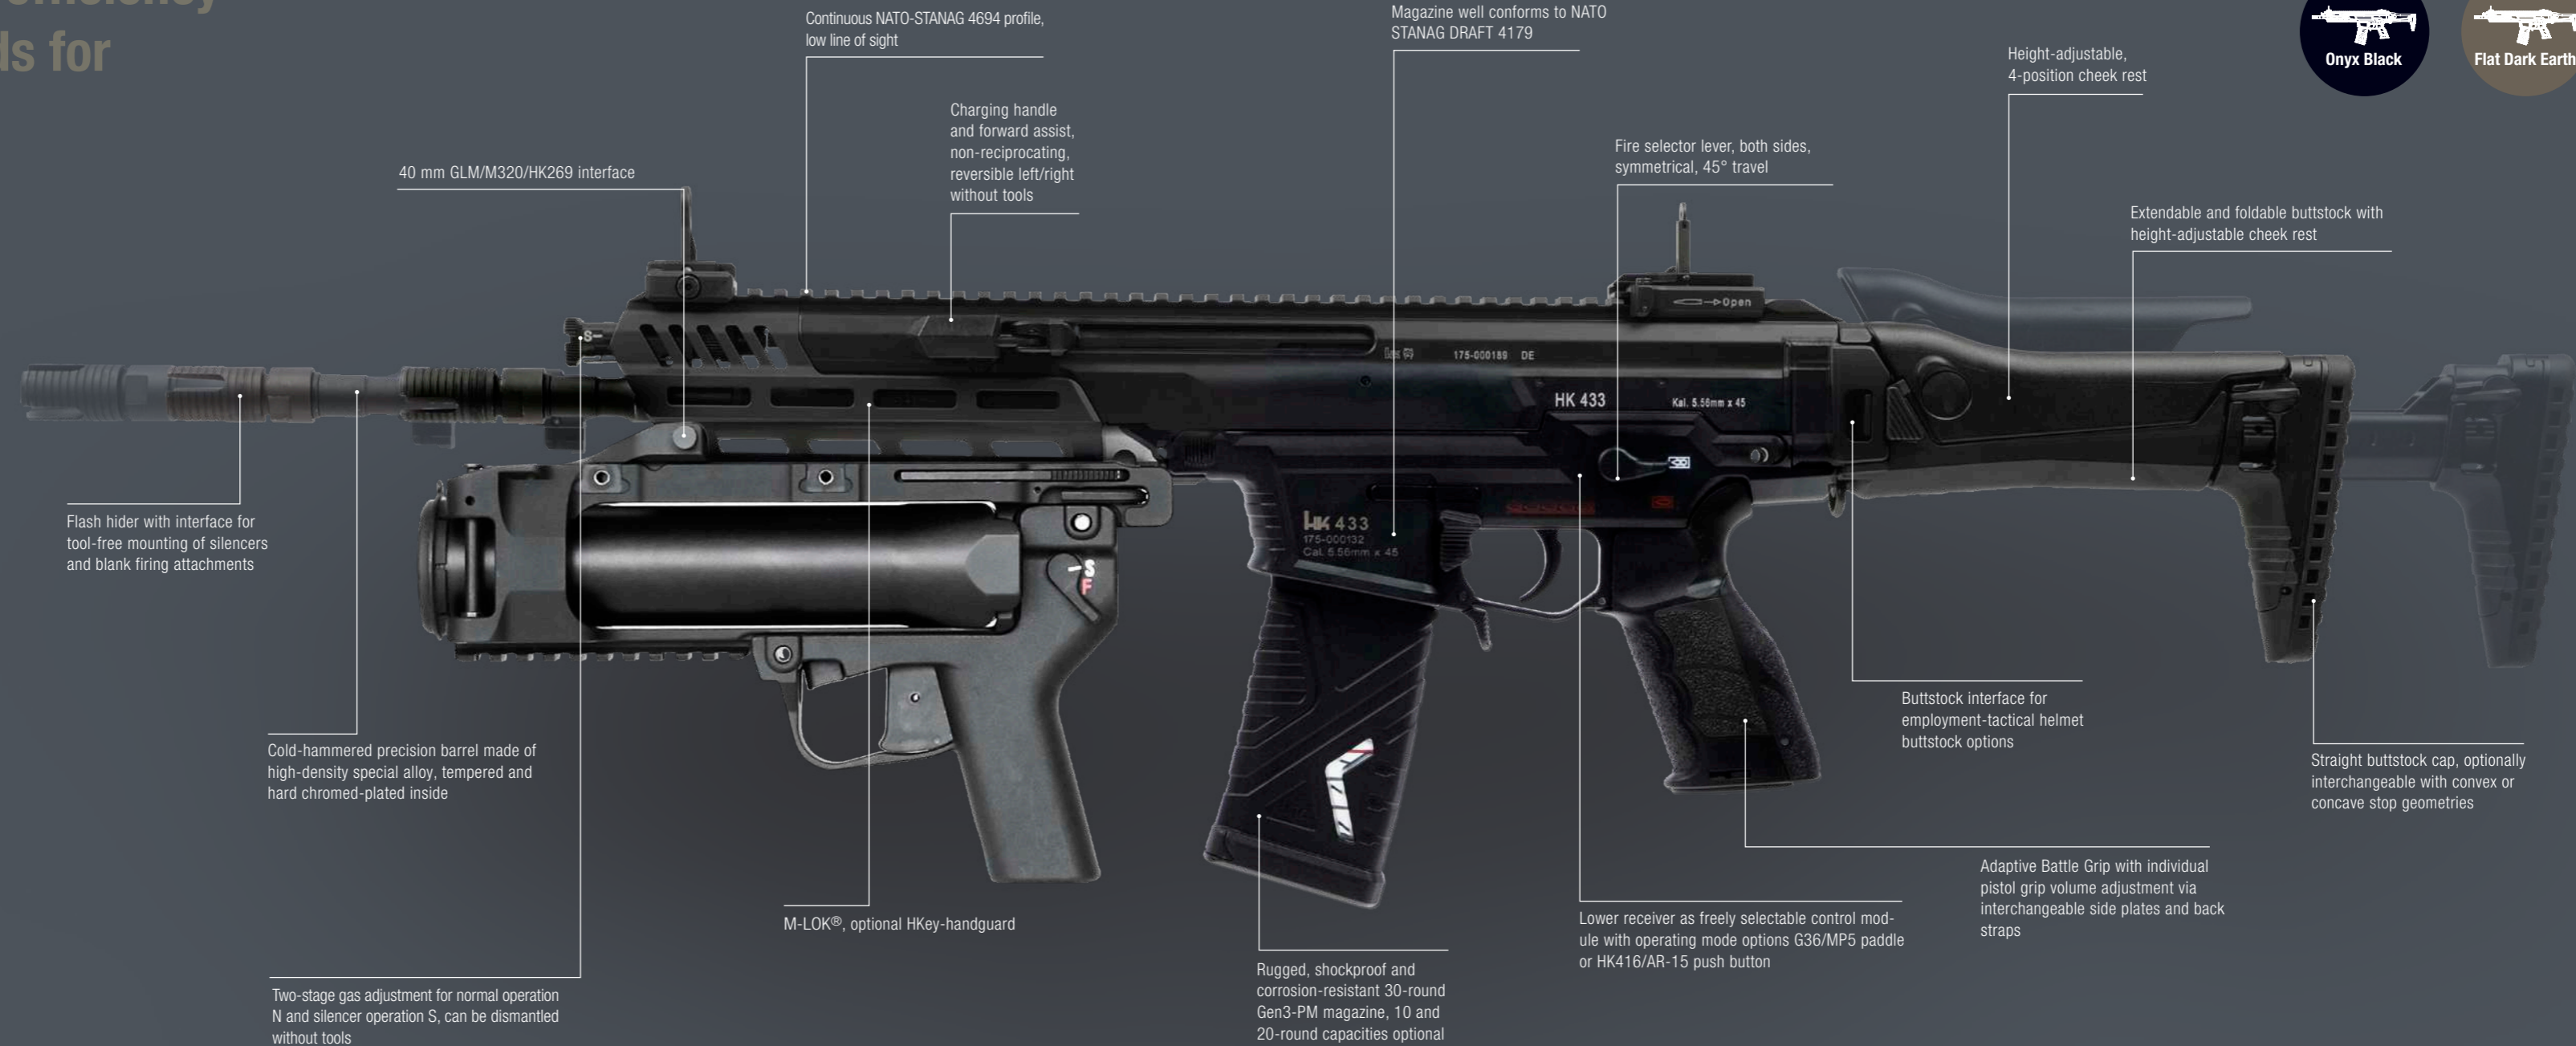 ds for
Continuous NATO-STANAG 4694 profile,
low line of sight
Magazine well conforms to NATO
STANAG DRAFT 4179
Onyx Black
Flat Dark Earth
Height-adjustable,
4-position cheek rest
Charging handle
and forward assist,
non-reciprocating,
reversible left/right
without tools
Fire selector lever, both sides,
symmetrical, 45° travel
40 mm GLM/M320/HK269 interface
Extendable and foldable buttstock with
height-adjustable cheek rest
Open
S
175-000189 DE
HK 433
Kal. 5.56mm x 45
HK 433
175-000132
Cal. 5.56mm x 45
S
F
Flash hider with interface for
tool-free mounting of silencers
and blank firing attachments
Buttstock interface for
employment-tactical helmet
buttstock options
Cold-hammered precision barrel made of
high-density special alloy, tempered and
hard chromed-plated inside
Straight buttstock cap, optionally
interchangeable with convex or
concave stop geometries
Adaptive Battle Grip with individual
pistol grip volume adjustment via
interchangeable side plates and back
straps
M-LOK®, optional HKey-handguard
Lower receiver as freely selectable control mod-
ule with operating mode options G36/MP5 paddle
or HK416/AR-15 push button
Rugged, shockproof and
corrosion-resistant 30-round
Gen3-PM magazine, 10 and
20-round capacities optional
Two-stage gas adjustment for normal operation
N and silencer operation S, can be dismantled
without tools